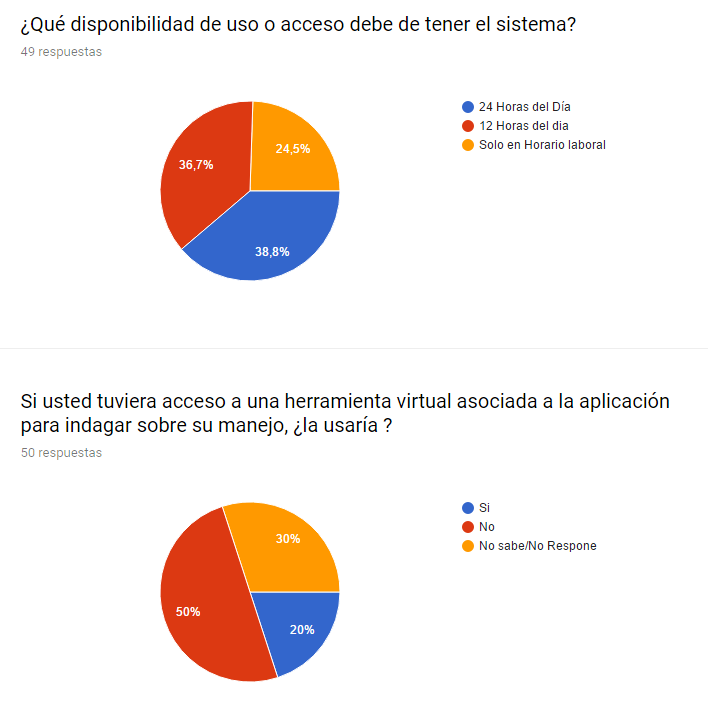 ¿Qué disponibilidad de uso o acceso debe de tener el sistema?
49 respuestas
24 Horas del Día
12 Horas del dia
Solo en Horario laboral
36,7%
24,5%
38,8%
Si usted tuviera acceso a una herramienta virtual asociada a la aplicación
para indagar sobre su manejo, ¿la usaría ?
50 respuestas
Si
No
No sabe/No Respone
30%
50%
20%